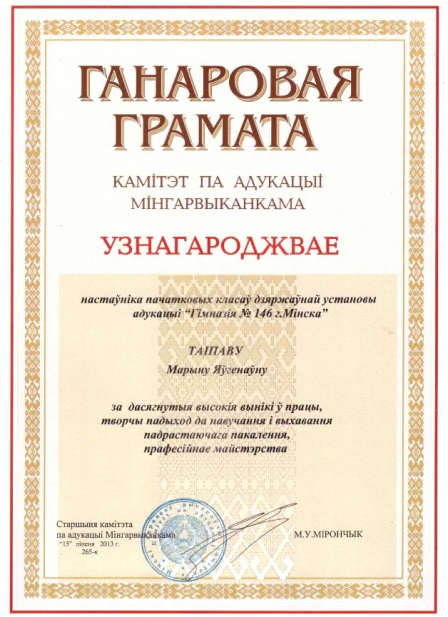 ГАНАРОВАЯ
ГРАМАТА
КАМІТЭТ ПА АДУКАЦЫІ
МІНГАРВЫКАНКАМА
УЗНАГАРОДЖВАЕ
настаўніка пачатковых класаў дзяржаўнай установы
адукацыі “Гімназія № 146 г.Мінска”
ТАІПАВУ
Марыну Яўгенаўну
за дасягнутыя высокія вынікі ў працы,
творчы падыход да навучання і выхавання
падрастаючага пакалення,
прафесійнае майстэрства
Старшыня камітэта
па адукацыі Мінгарвыканкама
“15” ліпеня 2013 г.
265-к
М.У.МІРОНЧЫК